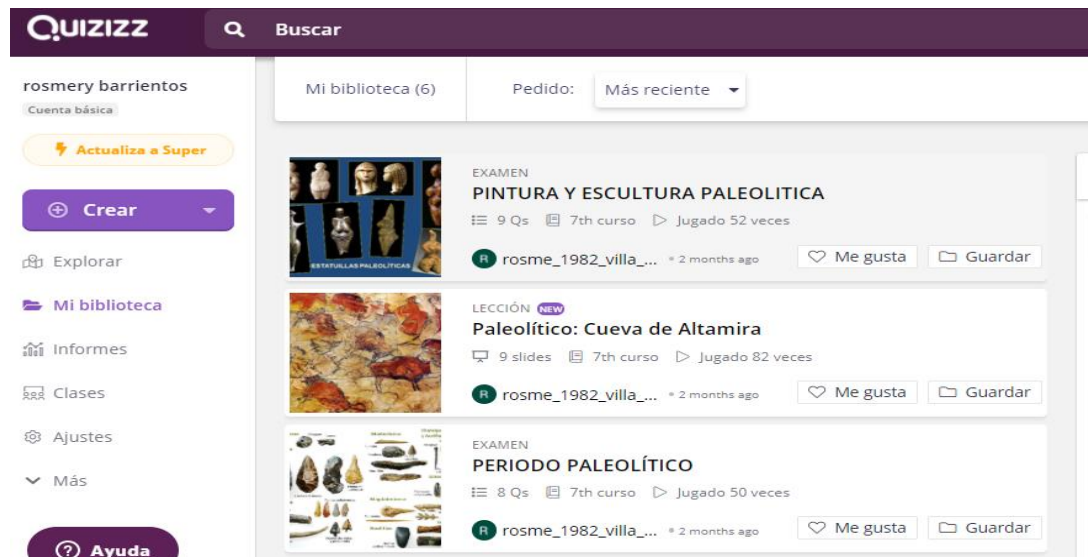 QUIZIZZ
Buscar
rosmery barrientos
Cuenta básica
Actualiza a Super
Crear
Explorar
Mi biblioteca
Informes
Clases
Ajustes
Más
Ayuda
Mi biblioteca (6)
Pedido:
Más reciente
ESTATUILLAS PALEOLÍTICAS
EXAMEN
PINTURA Y ESCULTURA PALEOLITICA
9 Qs 7th curso Jugado 52 veces
R rosme_1982_villa_... • 2 months ago Me gusta Guardar
LECCIÓN NEW
Paleolítico: Cueva de Altamira
9 slides 7th curso Jugado 82 veces
R rosme_1982_villa_... • 2 months ago Me gusta Guardar
EXAMEN
PERIODO PALEOLÍTICO
8 Qs 7th curso Jugado 50 veces
R rosme_1982_villa_... • 2 months ago Me gusta Guardar